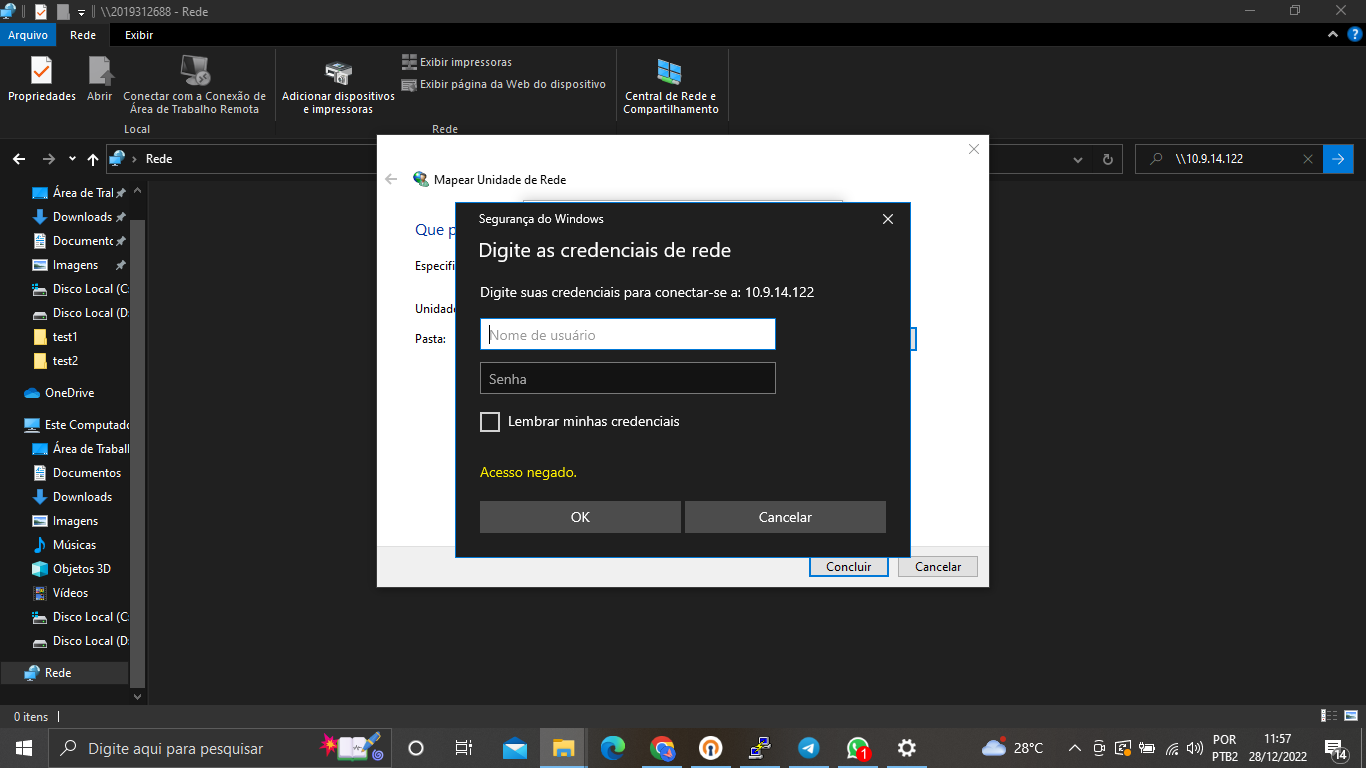 \\2019312688 - Rede
Arquivo
Rede
Exibir
Propriedades
Abrir
Conectar com a Conexão de
Área de Trabalho Remota
Adicionar dispositivos
e impressoras
Exibir impressoras
Exibir página da Web do dispositivo
Central de Rede e
Compartilhamento
Local
Rede
Rede
\\10.9.14.122
Área de Tral
Downloads
Documento
Imagens
Disco Local (C:
Disco Local (D:
test1
test2
OneDrive
Este Computado
Área de Traball
Documentos
Downloads
Imagens
Músicas
Objetos 3D
Vídeos
Disco Local (C:
Disco Local (D:
Rede
Mapear Unidade de Rede
Que p
Especifi
Unidade
Pasta:
Segurança do Windows
Digite as credenciais de rede
Digite suas credenciais para conectar-se a: 10.9.14.122
Nome de usuário
Senha
Lembrar minhas credenciais
Acesso negado.
OK
Cancelar
Concluir
Cancelar
0 itens
Digite aqui para pesquisar
1
28°C
POR
PTB2
11:57
28/12/2022
14